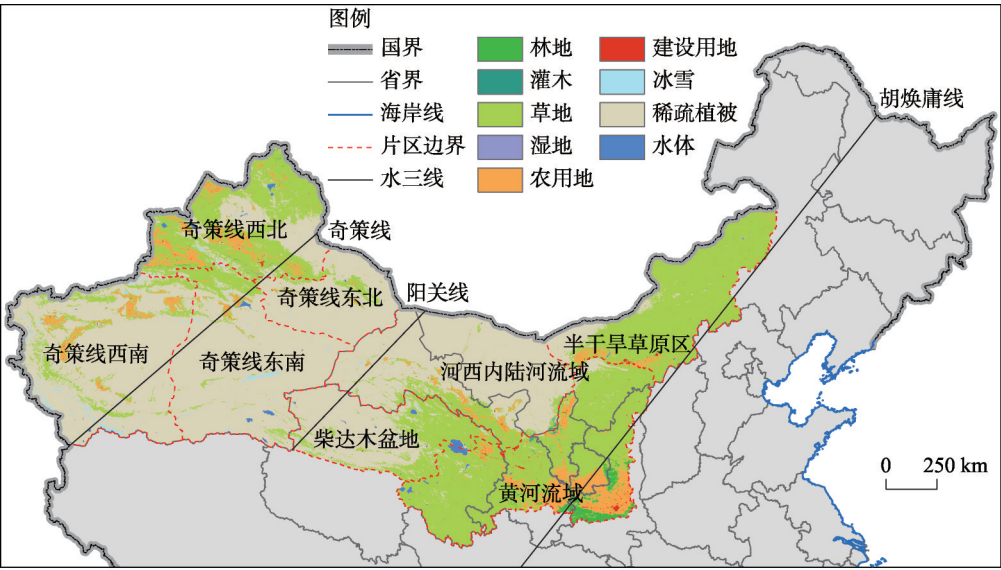 图例
国界
省界
海岸线
片区边界
水三线
林地
灌木
草地
湿地
农用地
建设用地
冰雪
稀疏植被
水体
胡焕庸线
奇策线西北
奇策线
奇策线东北
阳关线
奇策线西南
奇策线东南
半干旱草原区
河西内陆河流域
柴达木盆地
黄河流域
0 250 km